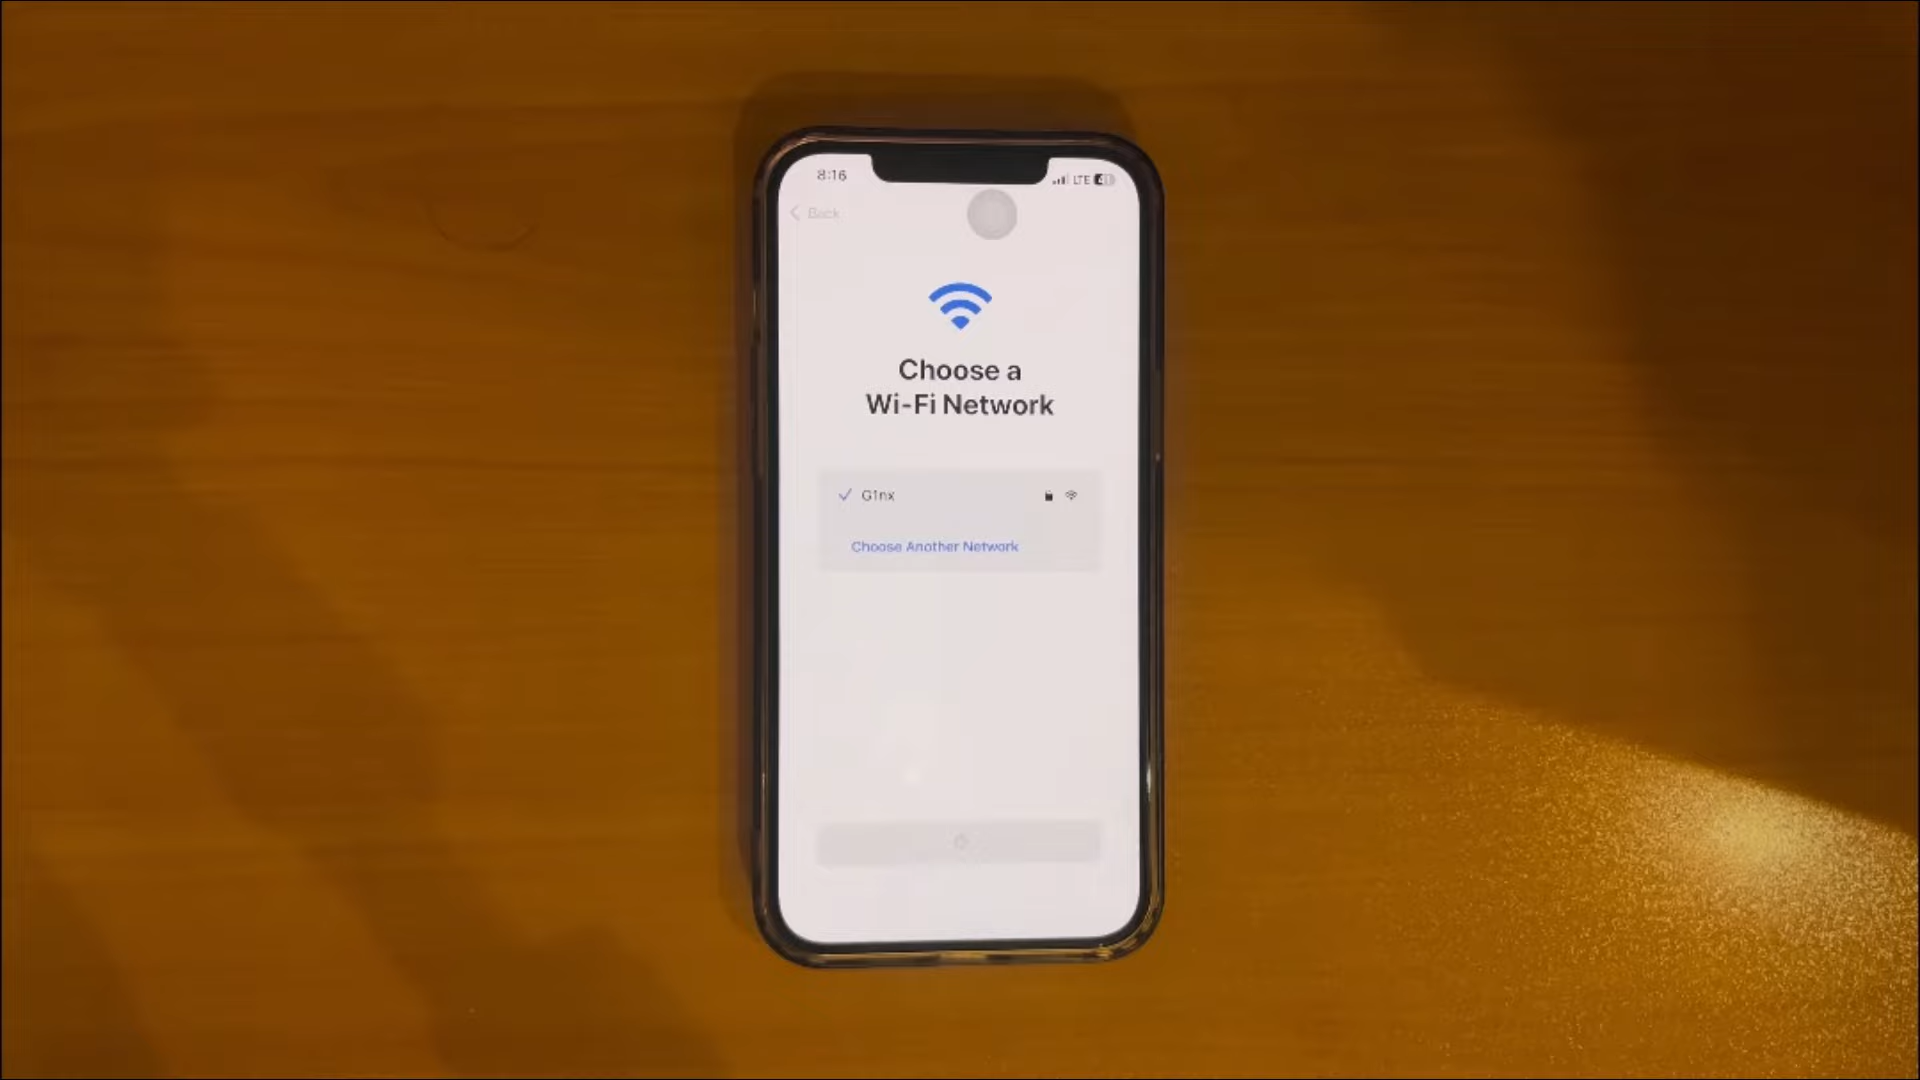 8:16
LTE
Back
Choose a
Wi-Fi Network
G1nx
Choose Another Network